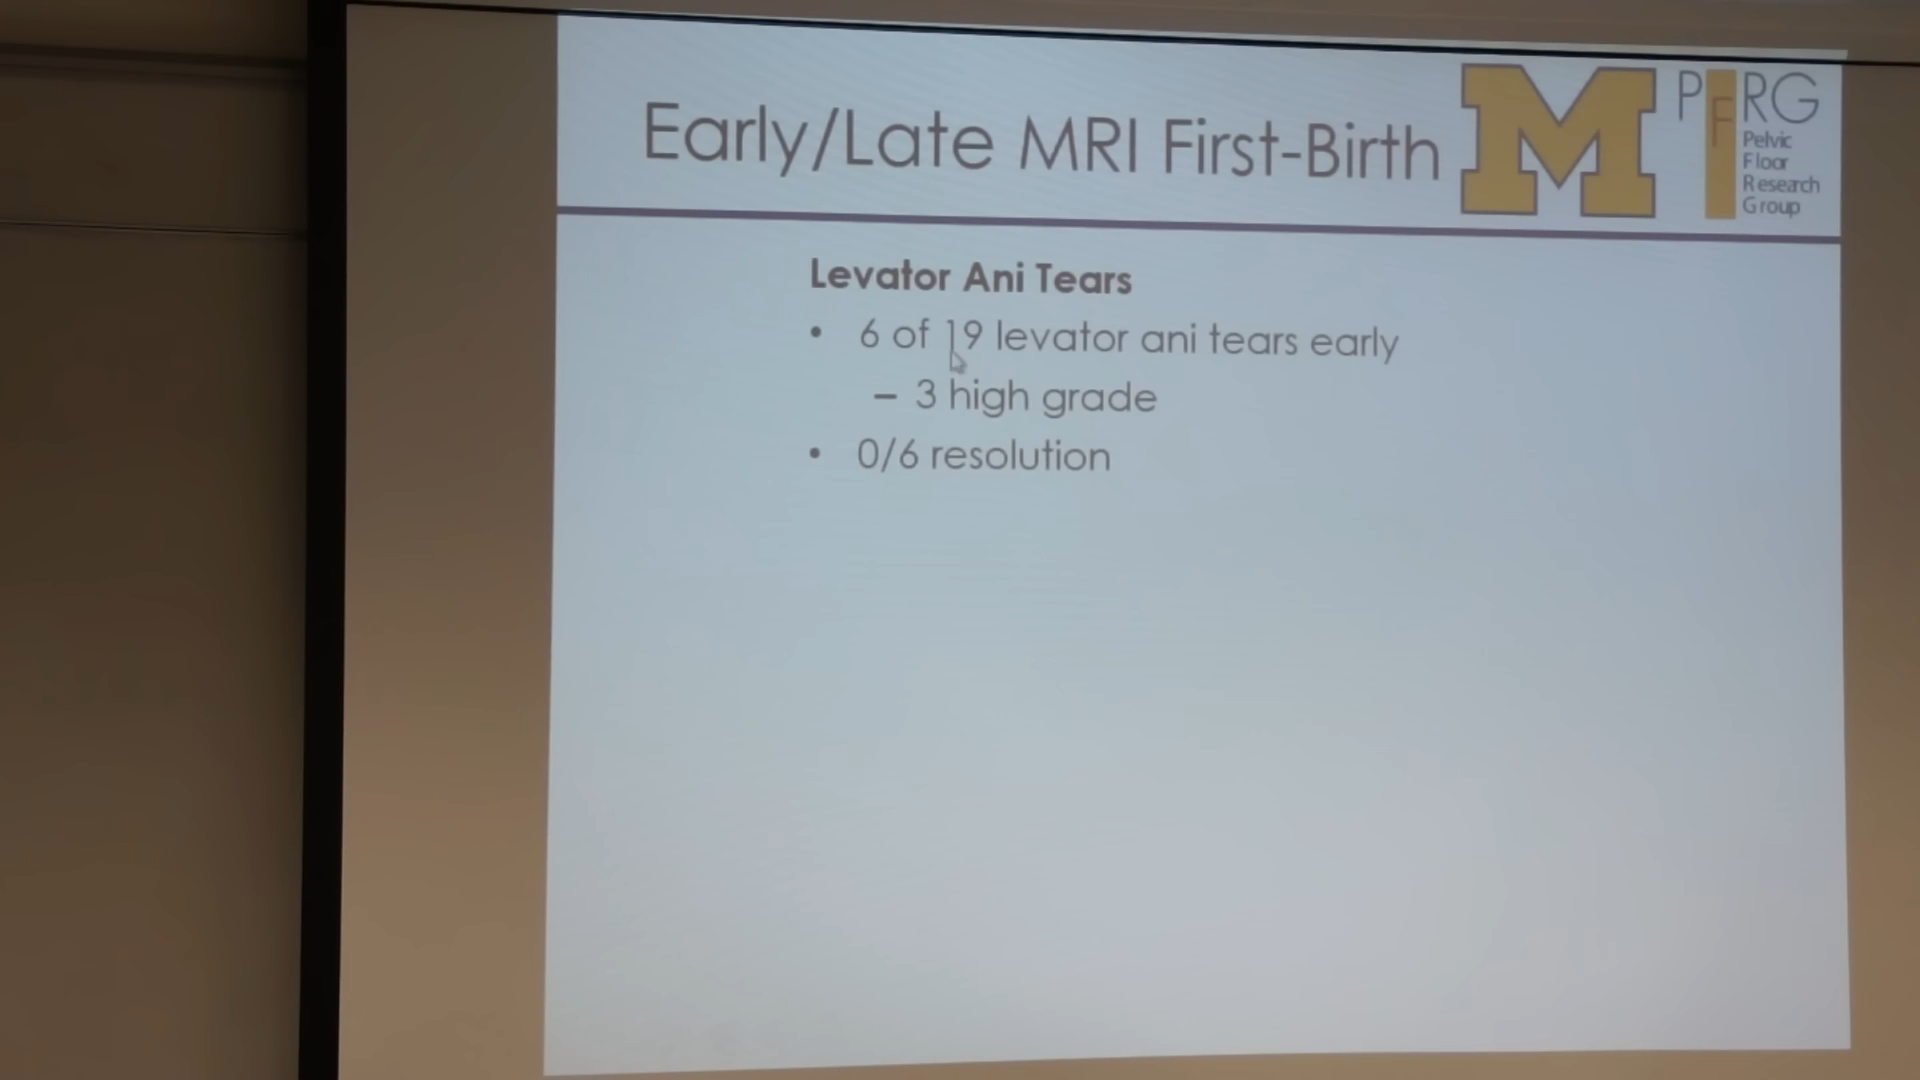 Early/Late MRI First-Birth
M
PFRG
Pelvic
Floor
Research
Group
Levator Ani Tears
• 6 of 19 levator ani tears early
– 3 high grade
• 0/6 resolution